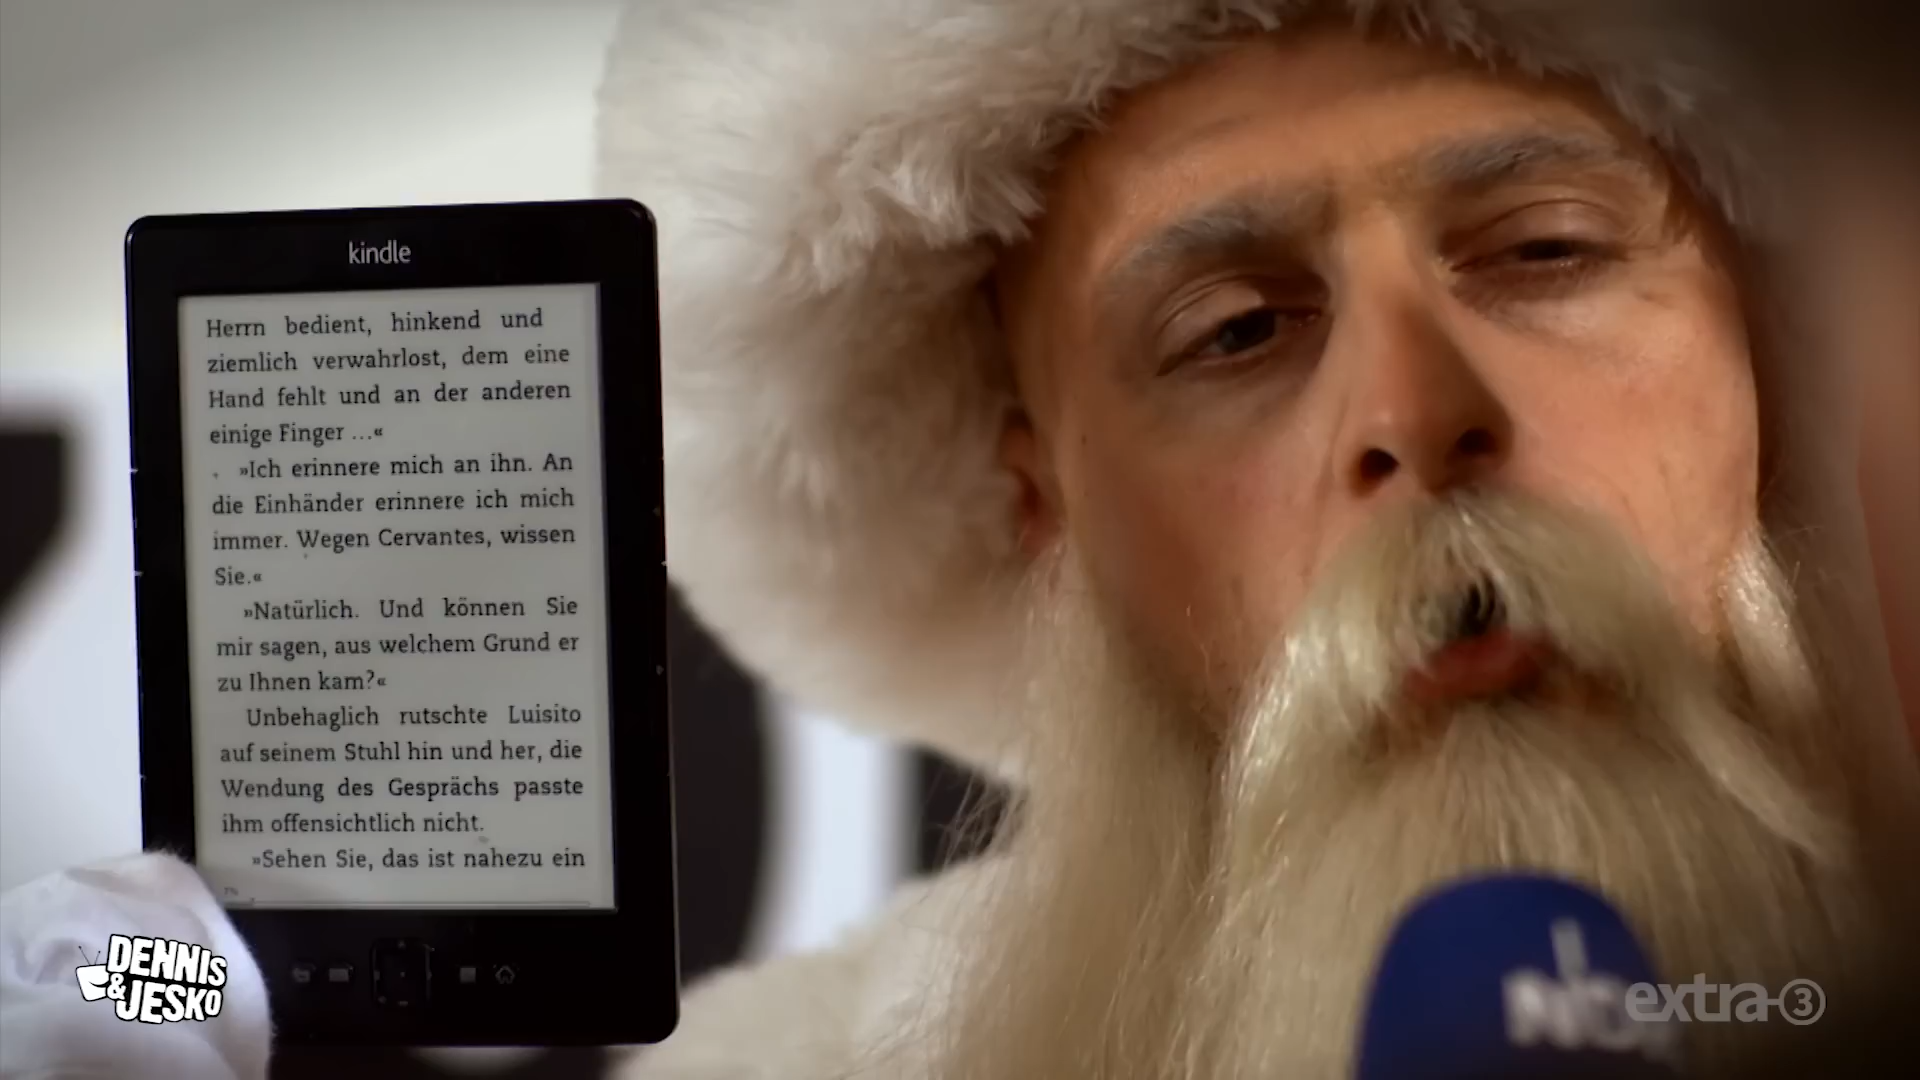 kindle
Herrn bedient, hinkend und
ziemlich verwahrlost, dem eine
Hand fehlt und an der anderen
einige Finger ...«
»Ich erinnere mich an ihn. An
die Einhänder erinnere ich mich
immer. Wegen Cervantes, wissen
Sie.«
»Natürlich. Und können Sie
mir sagen, aus welchem Grund er
zu Ihnen kam?«
Unbehaglich rutschte Luisito
auf seinem Stuhl hin und her, die
Wendung des Gesprächs passte
ihm offensichtlich nicht.
»Sehen Sie, das ist nahezu ein
DENNIS
& JESKO
extra-3